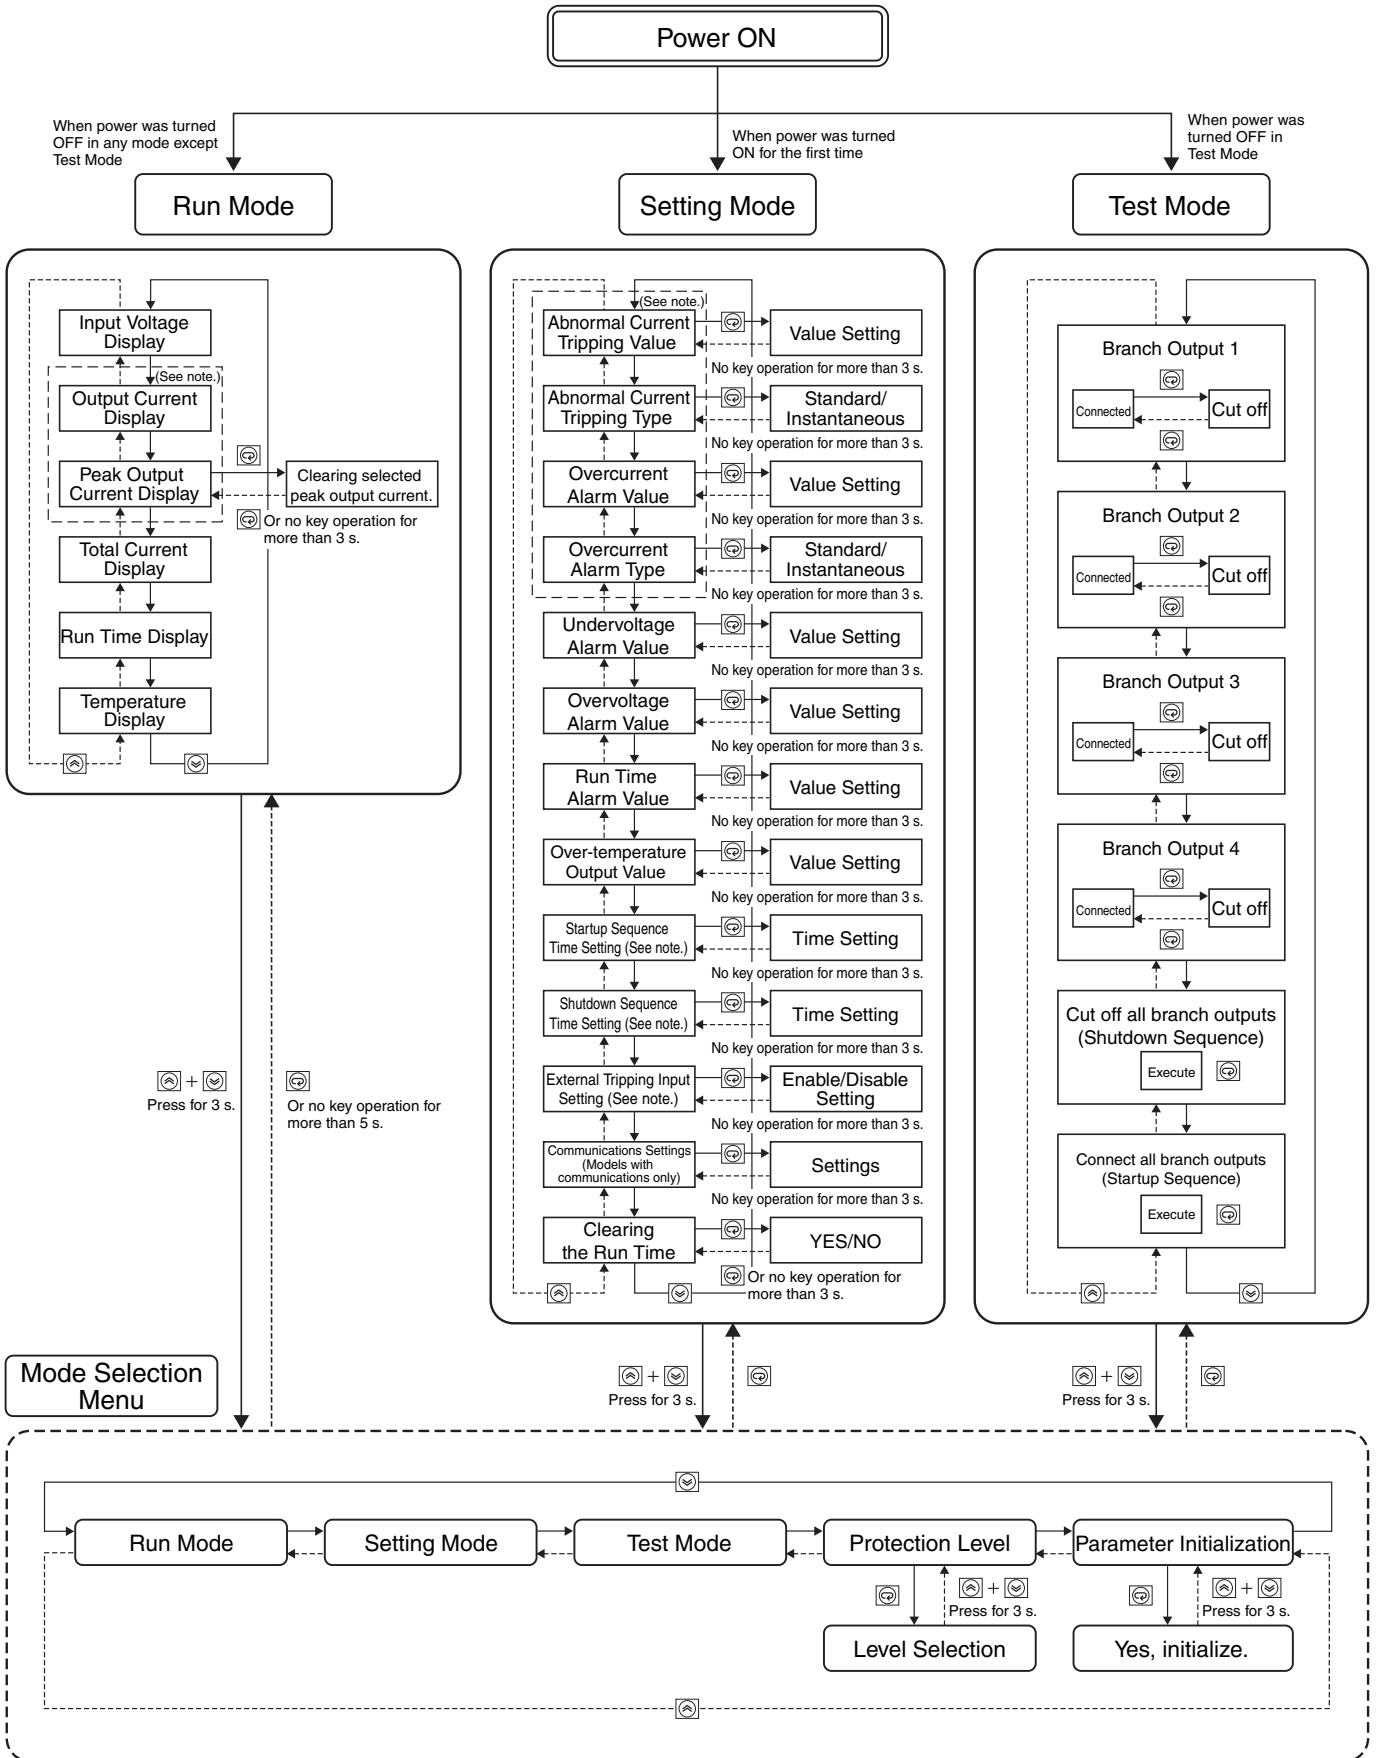 Power ON
When power was turned
OFF in any mode except
Test Mode
When power was turned
ON for the first time
When power was
turned OFF in
Test Mode
Run Mode
Setting Mode
Test Mode
Input Voltage
Display
(See note.)
Output Current
Display
Peak Output
Current Display
Clearing selected
peak output current.
Or no key operation for
more than 3 s.
Total Current
Display
Run Time Display
Temperature
Display
(See note.)
Abnormal Current
Tripping Value
Value Setting
No key operation for more than 3 s.
Abnormal Current
Tripping Type
Standard/
Instantaneous
No key operation for more than 3 s.
Overcurrent
Alarm Value
Value Setting
No key operation for more than 3 s.
Overcurrent
Alarm Type
Standard/
Instantaneous
No key operation for more than 3 s.
Undervoltage
Alarm Value
Value Setting
No key operation for more than 3 s.
Overvoltage
Alarm Value
Value Setting
No key operation for more than 3 s.
Run Time
Alarm Value
Value Setting
No key operation for more than 3 s.
Over-temperature
Output Value
Value Setting
No key operation for more than 3 s.
Startup Sequence
Time Setting (See note.)
Time Setting
No key operation for more than 3 s.
Shutdown Sequence
Time Setting (See note.)
Time Setting
No key operation for more than 3 s.
External Tripping Input
Setting (See note.)
Enable/Disable
Setting
No key operation for more than 3 s.
Communications Settings
(Models with
communications only)
Settings
No key operation for more than 3 s.
Clearing
the Run Time
YES/NO
Or no key operation for
more than 3 s.
Branch Output 1
Connected
Cut off
Branch Output 2
Connected
Cut off
Branch Output 3
Connected
Cut off
Branch Output 4
Connected
Cut off
Cut off all branch outputs
(Shutdown Sequence)
Execute
Connect all branch outputs
(Startup Sequence)
Execute
+
Press for 3 s.
Or no key operation for
more than 5 s.
+
Press for 3 s.
+
Press for 3 s.
Mode Selection
Menu
Run Mode
Setting Mode
Test Mode
Protection Level
Parameter Initialization
+
Press for 3 s.
+
Press for 3 s.
Level Selection
Yes, initialize.